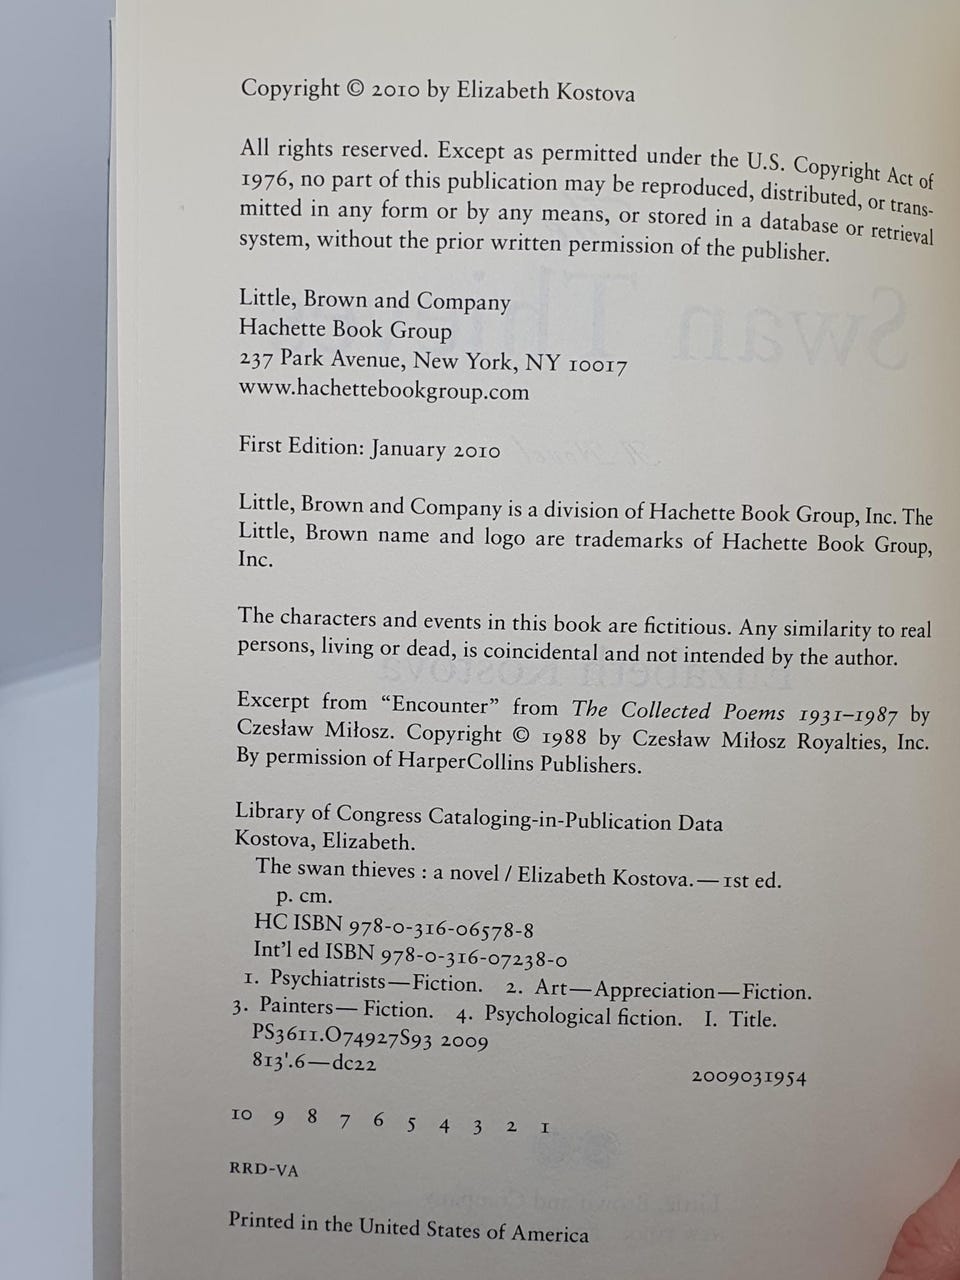 Copyright © 2010 by Elizabeth Kostova
All rights reserved. Except as permitted under the U.S. Copyright Act of
1976, no part of this publication may be reproduced, distributed, or trans-
mitted in any form or by any means, or stored in a database or retrieval
system, without the prior written permission of the publisher.
Little, Brown and Company
Hachette Book Group
237 Park Avenue, New York, NY 10017
www.hachettebookgroup.com
First Edition: January 2010
Little, Brown and Company is a division of Hachette Book Group, Inc. The
Little, Brown name and logo are trademarks of Hachette Book Group,
Inc.
The characters and events in this book are fictitious. Any similarity to real
persons, living or dead, is coincidental and not intended by the author.
Excerpt from “Encounter” from The Collected Poems 1931–1987 by
Czesław Miłosz. Copyright © 1988 by Czesław Miłosz Royalties, Inc.
By permission of HarperCollins Publishers.
Library of Congress Cataloging-in-Publication Data
Kostova, Elizabeth.
The swan thieves : a novel / Elizabeth Kostova.—1st ed.
p. cm.
HC ISBN 978-0-316-06578-8
Int'l ed ISBN 978-0-316-07238-0
1. Psychiatrists—Fiction. 2. Art—Appreciation—Fiction.
3. Painters— Fiction. 4. Psychological fiction. I. Title.
PS3611.O74927S93 2009
813'.6—dc22 2009031954
10 9 8 7 6 5 4 3 2 1
RRD-VA
Printed in the United States of America